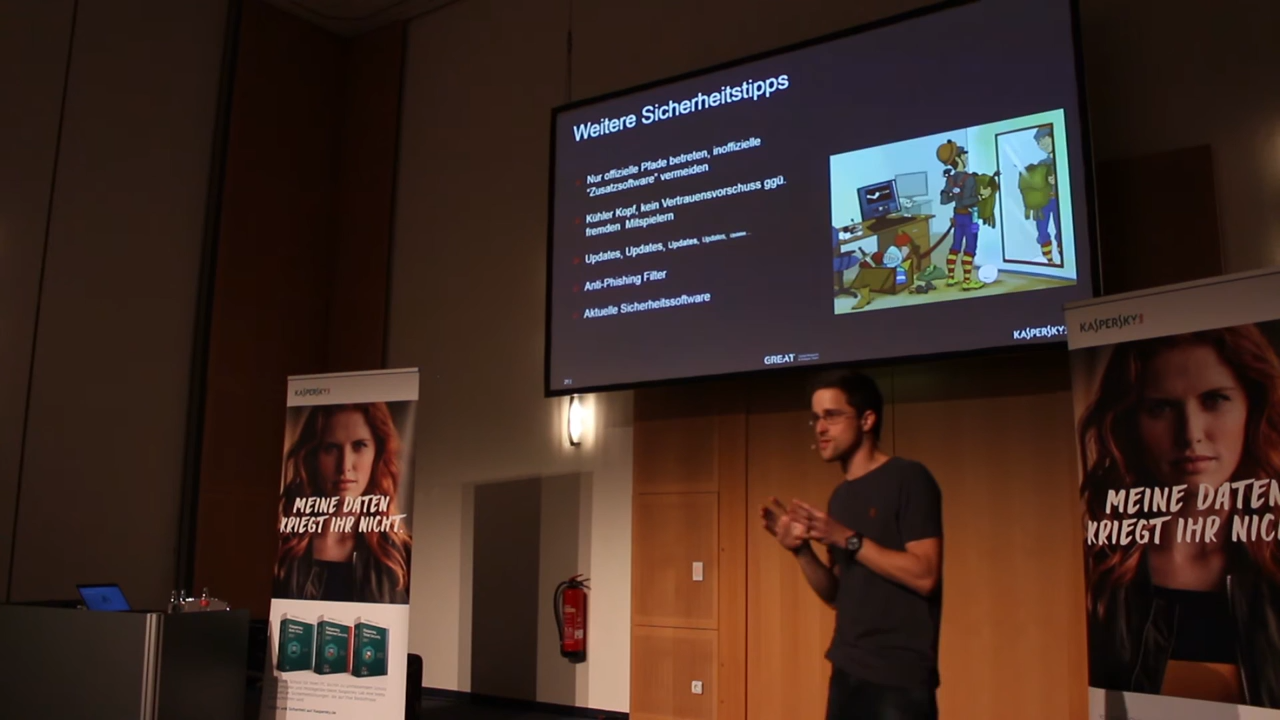 Weitere Sicherheitstipps
Nur offizielle Pfade betreten, inoffizielle
"Zusatzsoftware" vermeiden
Kühler Kopf, kein Vertrauensvorschuss ggü.
fremden Mitspielern
Updates, Updates, Updates, Updates, Updates...
Anti-Phishing Filter
Aktuelle Sicherheitssoftware
KASPERSKY
GREAT
KASPERSKY
MEINE DATEN
KRIEGT IHR NICHT.
KASPERSKY
MEINE DATEN
KRIEGT IHR NIC